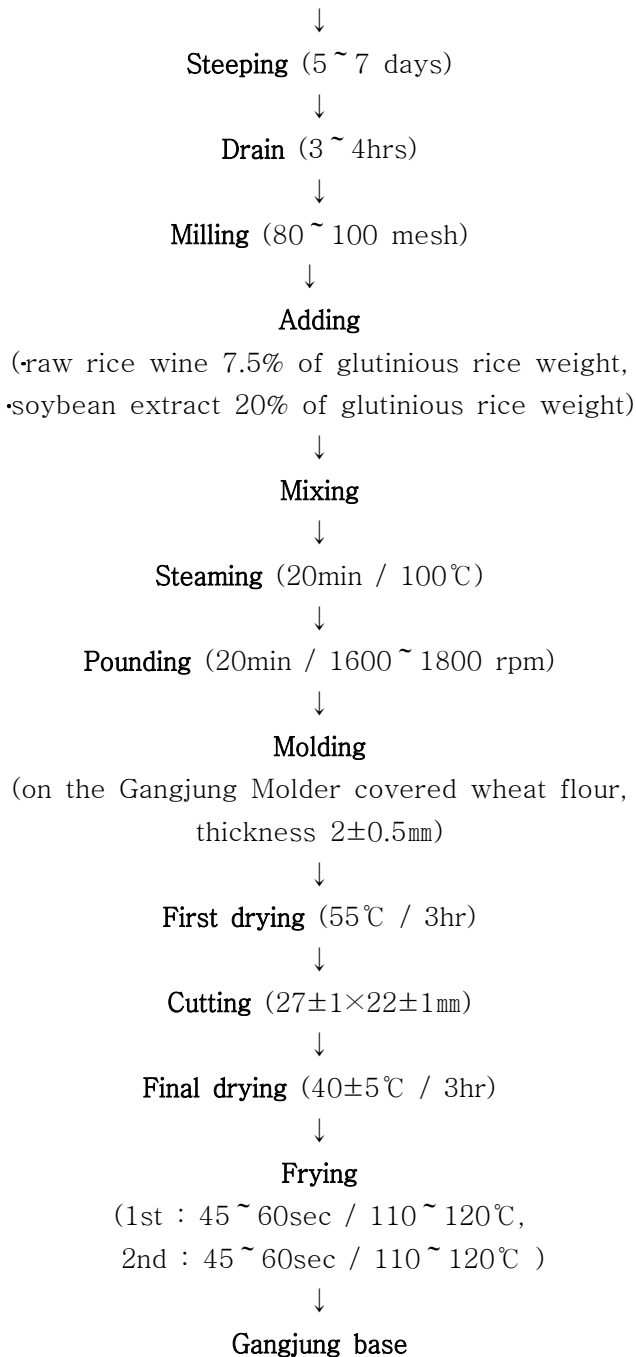 ↓
Steeping (5~7 days)
↓
Drain (3~4hrs)
↓
Milling (80~100 mesh)
↓
Adding
(·raw rice wine 7.5% of glutinious rice weight,
·soybean extract 20% of glutinious rice weight)
↓
Mixing
↓
Steaming (20min / 100℃)
↓
Pounding (20min / 1600~1800 rpm)
↓
Molding
(on the Gangjung Molder covered wheat flour,
thickness 2±0.5㎜)
↓
First drying (55℃ / 3hr)
↓
Cutting (27±1×22±1㎜)
↓
Final drying (40±5℃ / 3hr)
↓
Frying
(1st : 45~60sec / 110~120℃,
2nd : 45~60sec / 110~120℃ )
↓
Gangjung base